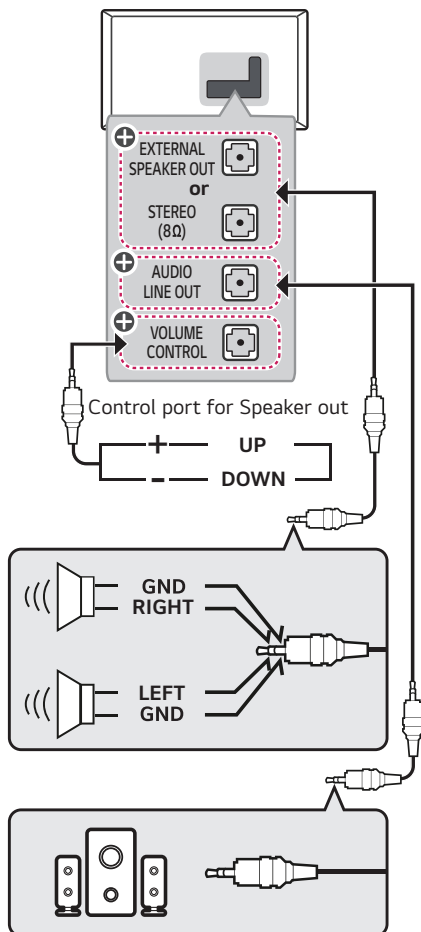 EXTERNAL
SPEAKER OUT
or
STEREO
(8Ω)
AUDIO
LINE OUT
VOLUME
CONTROL
Control port for Speaker out
+ UP
- DOWN
GND
RIGHT
LEFT
GND